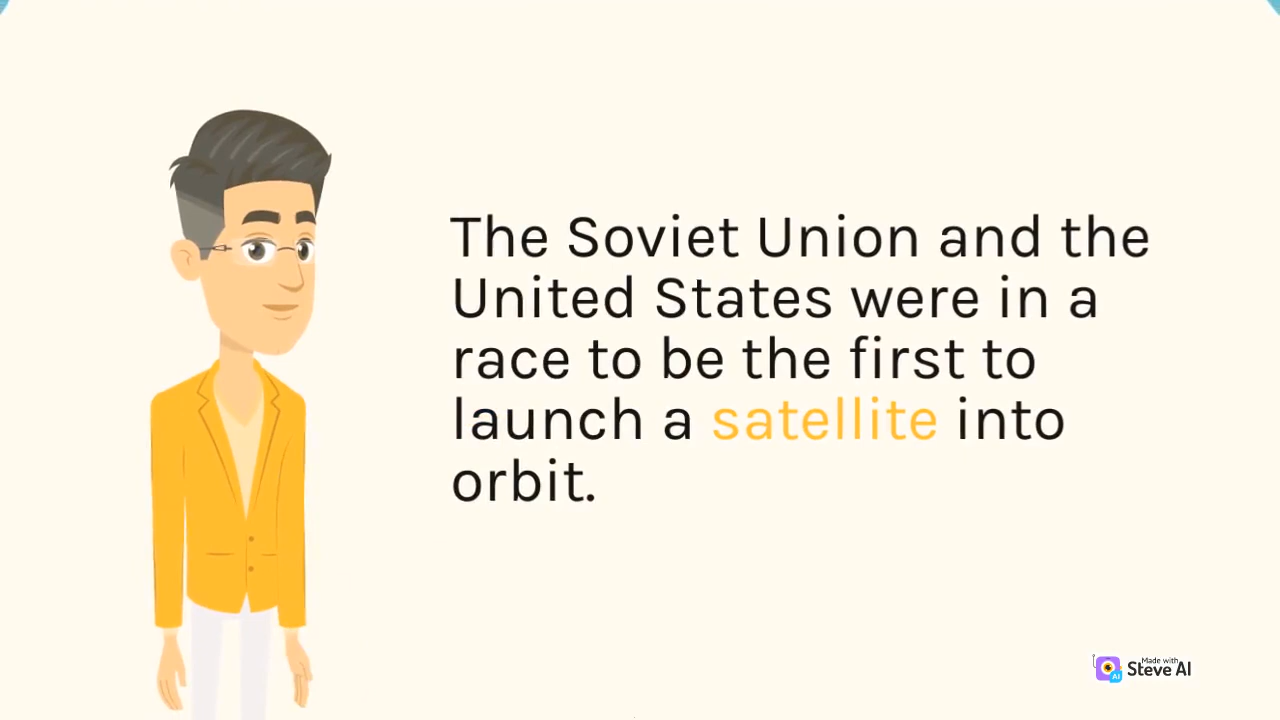 The Soviet Union and the
United States were in a
race to be the first to
launch a satellite into
orbit.
Made with
Steve AI
AI